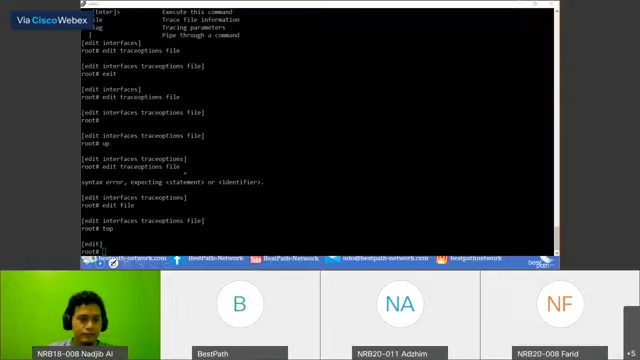 Via CiscoWebex
<[Enter]> Execute this command
Trace file information
Tracing parameters
| Pipe through a command
[edit interfaces]
root# edit traceoptions file
[edit interfaces traceoptions file]
root# exit
[edit interfaces]
root# edit traceoptions file
[edit interfaces traceoptions file]
root#
[edit interfaces traceoptions file]
root# up
[edit interfaces traceoptions]
root# edit traceoptions file
^
syntax error, expecting <statement> or <identifier>.
[edit interfaces traceoptions]
root# edit file
[edit interfaces traceoptions file]
root# top
[edit]
root#
BestPath-Network
BestPath-Network
BestPath-Network
info@bestpath-network.com
bestpathnetwork
B
NA
NF
NRB18-008 Nadjib Al
BestPath
NRB20-011 Adzhim
NRB20-008 Farid
+5